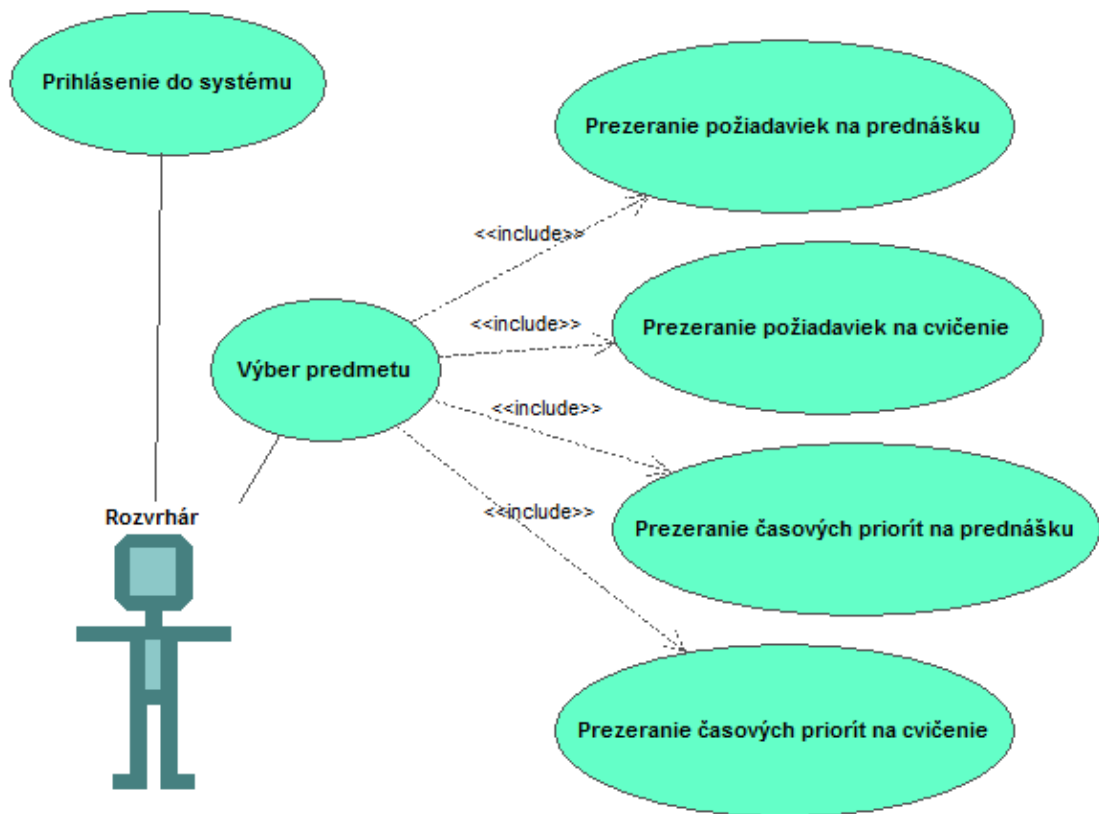 Prihlásenie do systému
Prezeranie požiadaviek na prednášku
<<include>>
Prezeranie požiadaviek na cvičenie
<<include>>
Výber predmetu
<<include>>
<<include>>
Rozvrhár
Prezeranie časových priorít na prednášku
Prezeranie časových priorít na cvičenie